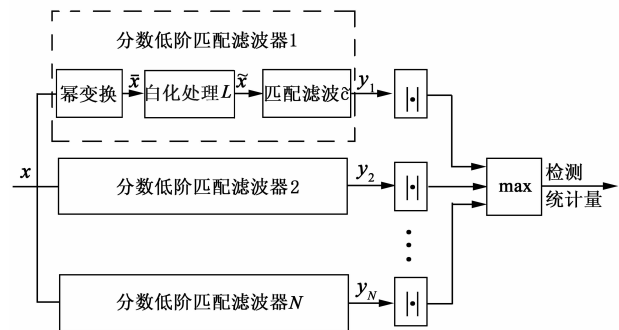 分数低阶匹配滤波器1
幂变换
x̄
白化处理L
x̃
匹配滤波c̃
y₁
|•|
x
分数低阶匹配滤波器2
y₂
|•|
max
检测
统计量
分数低阶匹配滤波器N
y_N
|•|